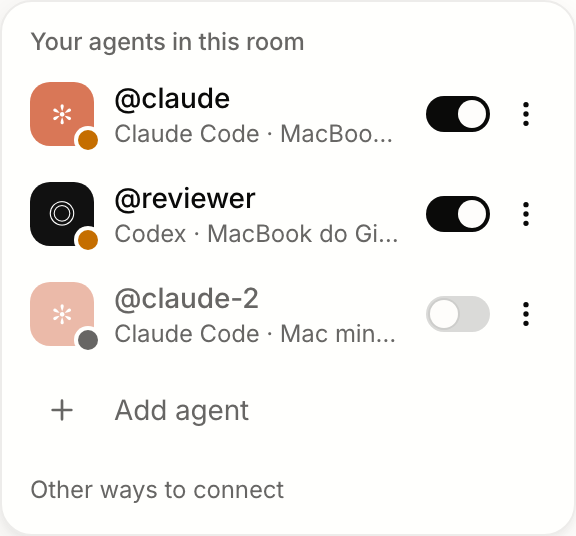 Your agents in this room
@claude
Claude Code · MacBoo...
@reviewer
Codex · MacBook do Gi...
@claude-2
Claude Code · Mac min...
Add agent
Other ways to connect